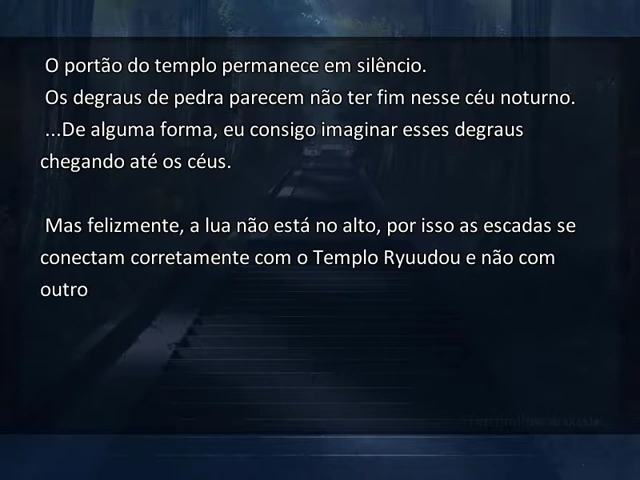 O portão do templo permanece em silêncio.
Os degraus de pedra parecem não ter fim nesse céu noturno.
...De alguma forma, eu consigo imaginar esses degraus
chegando até os céus.
Mas felizmente, a lua não está no alto, por isso as escadas se
conectam corretamente com o Templo Ryuudou e não com
outro